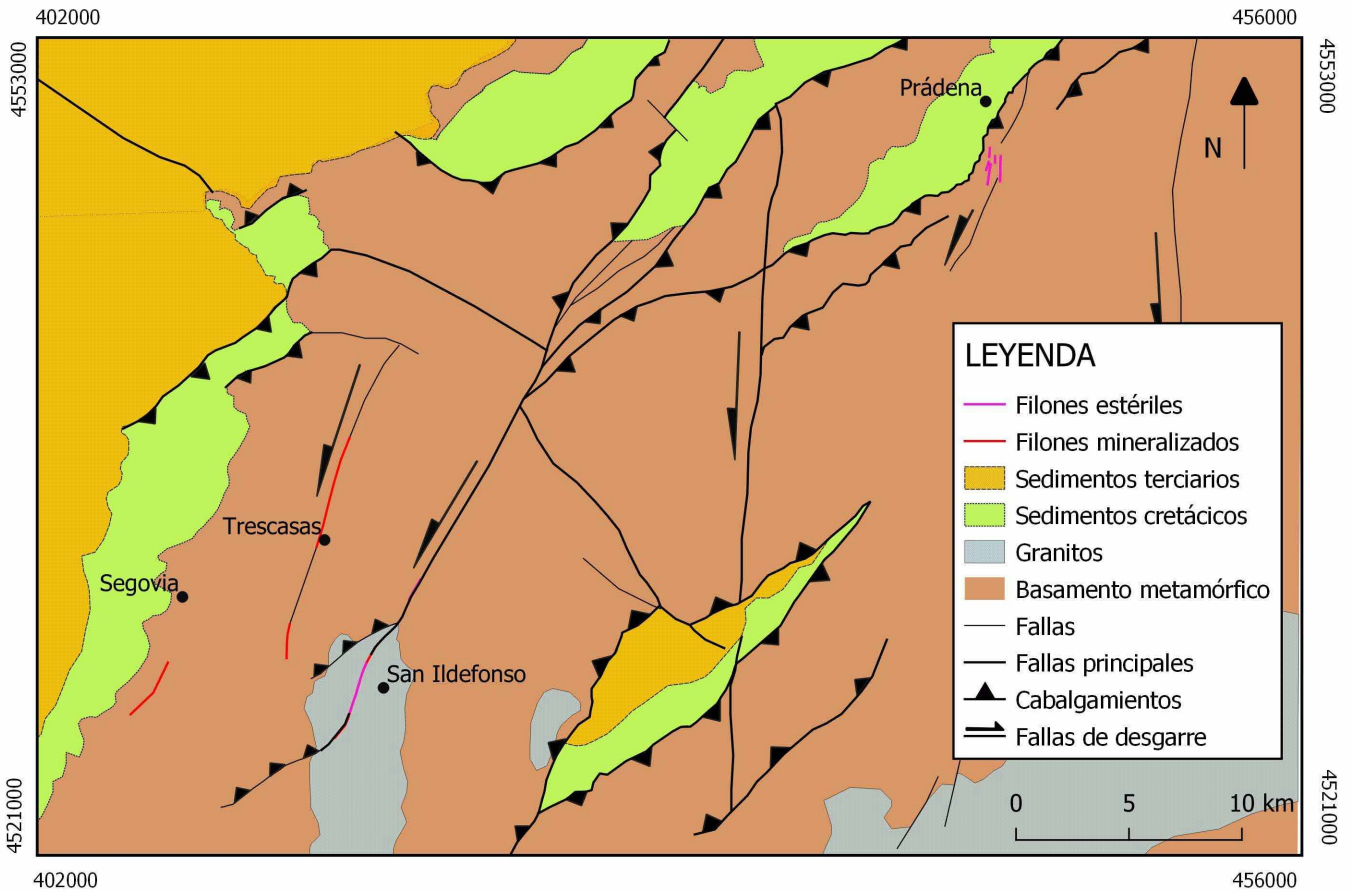 402000
456000
4553000
4553000
Prádena
N
LEYENDA
Filones estériles
Filones mineralizados
Sedimentos terciarios
Sedimentos cretácicos
Granitos
Basamento metamórfico
Fallas
Fallas principales
Cabalgamientos
Fallas de desgarre
Trescasas
Segovia
San Ildefonso
0 5 10 km
4521000
4521000
402000
456000